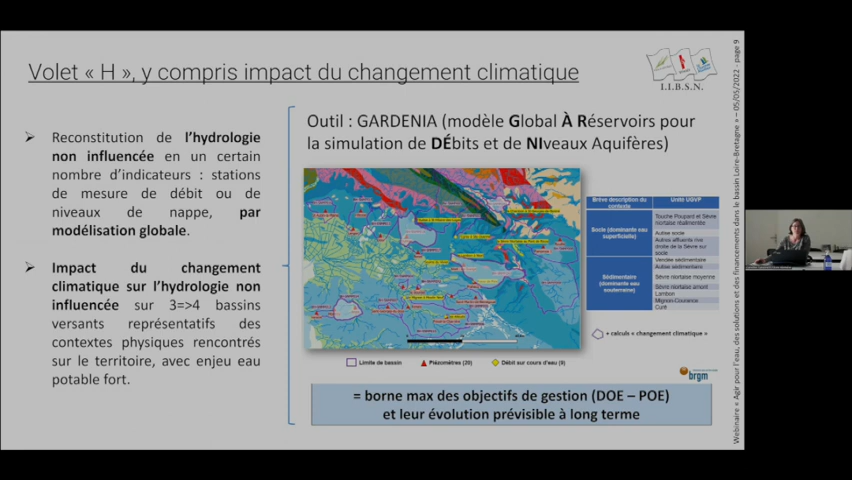 Volet « H », y compris impact du changement climatique
I.I.B.S.N.
Reconstitution de l'hydrologie
non influencée en un certain
nombre d'indicateurs : stations
de mesure de débit ou de
niveaux de nappe, par
modélisation globale.
Impact du changement
climatique sur l'hydrologie non
influencée sur 3=>4 bassins
versants représentatifs des
contextes physiques rencontrés
sur le territoire, avec enjeu eau
potable fort.
Outil : GARDENIA (modèle Global À Réservoirs pour
la simulation de DÉbits et de NIveaux Aquifères)
Brève description du
contexte
Unité UGVP
Socle (dominante eau
superficielle)
Touche Poupard et Sèvre
niortaise réalimentée
Autise socle
Autres affluents rive
droite de la Sèvre sur
socle
Sédimentaire
(dominante eau
souterraine)
Vendée sédimentaire
Autise sédimentaire
Sèvre niortaise moyenne
Sèvre niortaise amont
Lambon
Mignon-Courance
Curé
+ calculs « changement climatique »
Limite de bassin
Piézomètres (20)
Débit sur cours d'eau (9)
brgm
= borne max des objectifs de gestion (DOE – POE)
et leur évolution prévisible à long terme
Webinaire « Agir pour l'eau, des solutions et des financements dans le bassin Loire-Bretagne » – 05/05/2022 - page 9